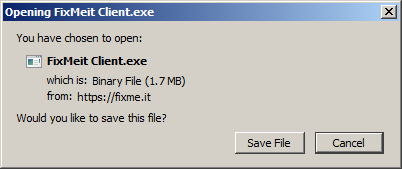 Opening FixMeit Client.exe
You have chosen to open:
FixMeit Client.exe
which is: Binary File (1.7 MB)
from: https://fixme.it
Would you like to save this file?
Save File Cancel